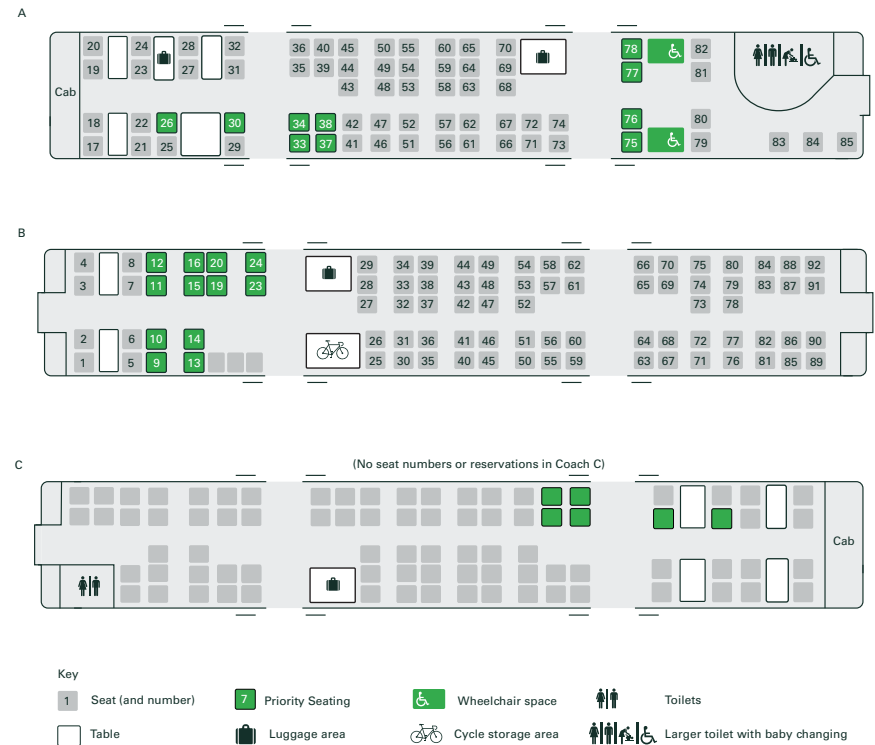 A
20 24 28 32 36 40 45 50 55 60 65 70 78 82
19 23 27 31 35 39 44 49 54 59 64 69 77 81
43 48 53 58 63 68
Cab
18 22 26 30 34 38 42 47 52 57 62 67 72 74 76 80
17 21 25 29 33 37 41 46 51 56 61 66 71 73 75 79 83 84 85
B
4 8 12 16 20 24 29 34 39 44 49 54 58 62 66 70 75 80 84 88 92
3 7 11 15 19 23 28 33 38 43 48 53 57 61 65 69 74 79 83 87 91
27 32 37 42 47 52 73 78
2 6 10 14 26 31 36 41 46 51 56 60 64 68 72 77 82 86 90
1 5 9 13 25 30 35 40 45 50 55 59 63 67 71 76 81 85 89
C
(No seat numbers or reservations in Coach C)
Cab
Key
1 Seat (and number) 7 Priority Seating Wheelchair space Toilets
Table Luggage area Cycle storage area Larger toilet with baby changing